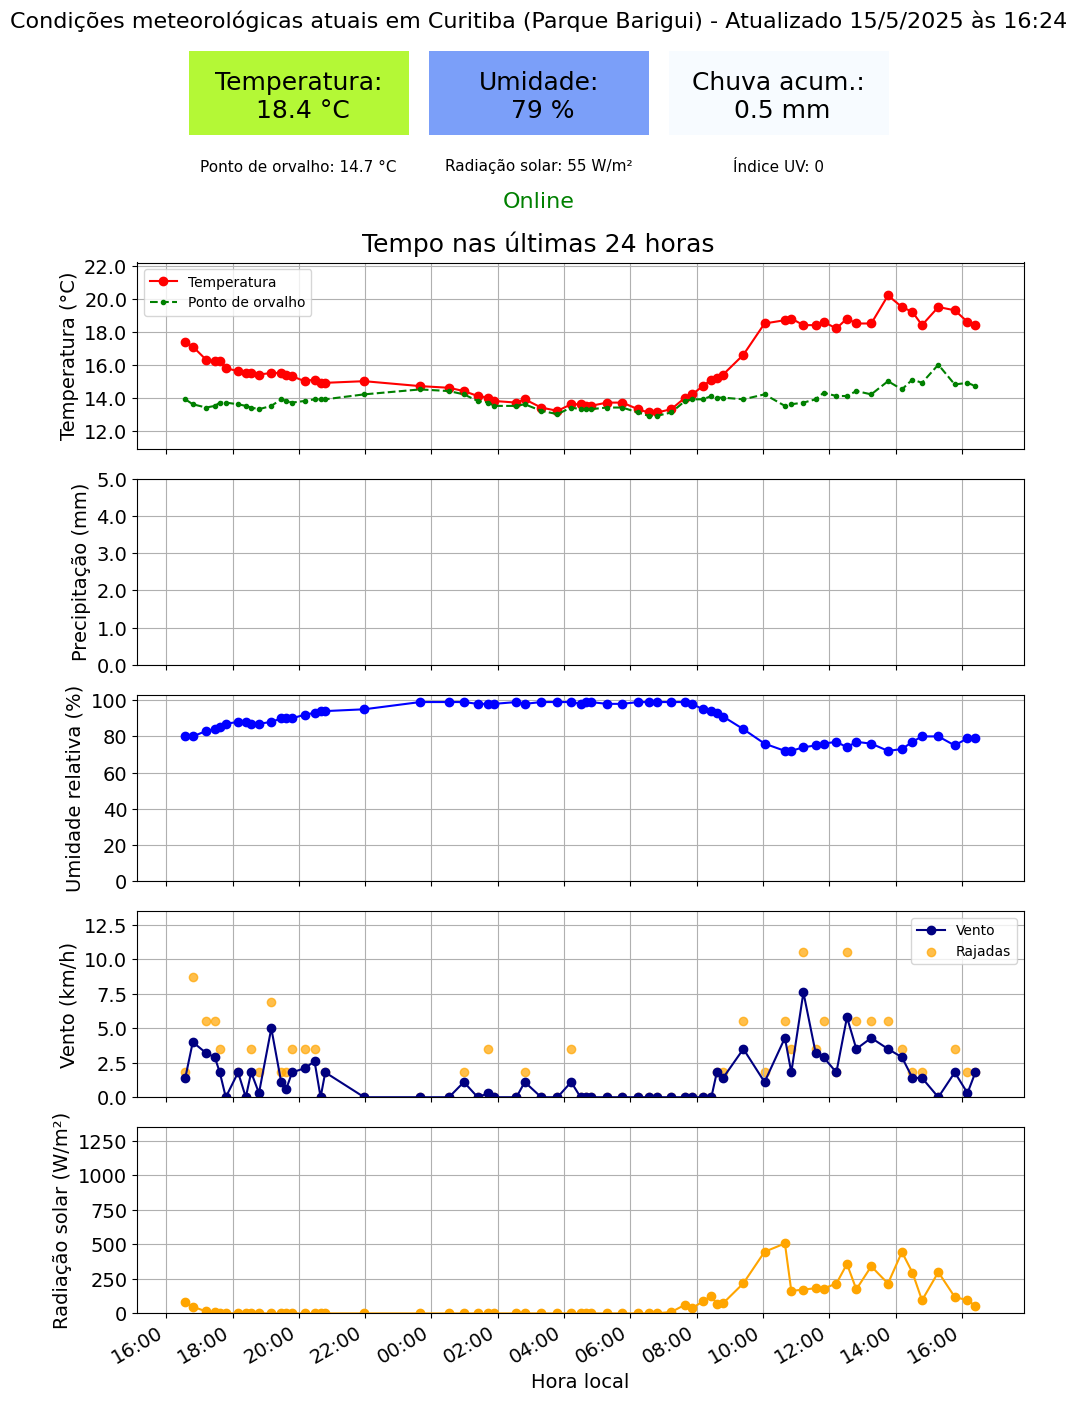 Condições meteorológicas atuais em Curitiba (Parque Barigui) - Atualizado 15/5/2025 às 16:24
Temperatura:
18.4 °C
Umidade:
79 %
Chuva acum.:
0.5 mm
Ponto de orvalho: 14.7 °C
Radiação solar: 55 W/m²
Índice UV: 0
Online
Tempo nas últimas 24 horas
Temperatura (°C)
22.0
20.0
18.0
16.0
14.0
12.0
Temperatura
Ponto de orvalho
Precipitação (mm)
5.0
4.0
3.0
2.0
1.0
0.0
Umidade relativa (%)
100
80
60
40
20
0
Vento (km/h)
12.5
10.0
7.5
5.0
2.5
0.0
Vento
Rajadas
Radiação solar (W/m²)
1250
1000
750
500
250
0
16:00
18:00
20:00
22:00
00:00
02:00
04:00
06:00
08:00
10:00
12:00
14:00
16:00
Hora local